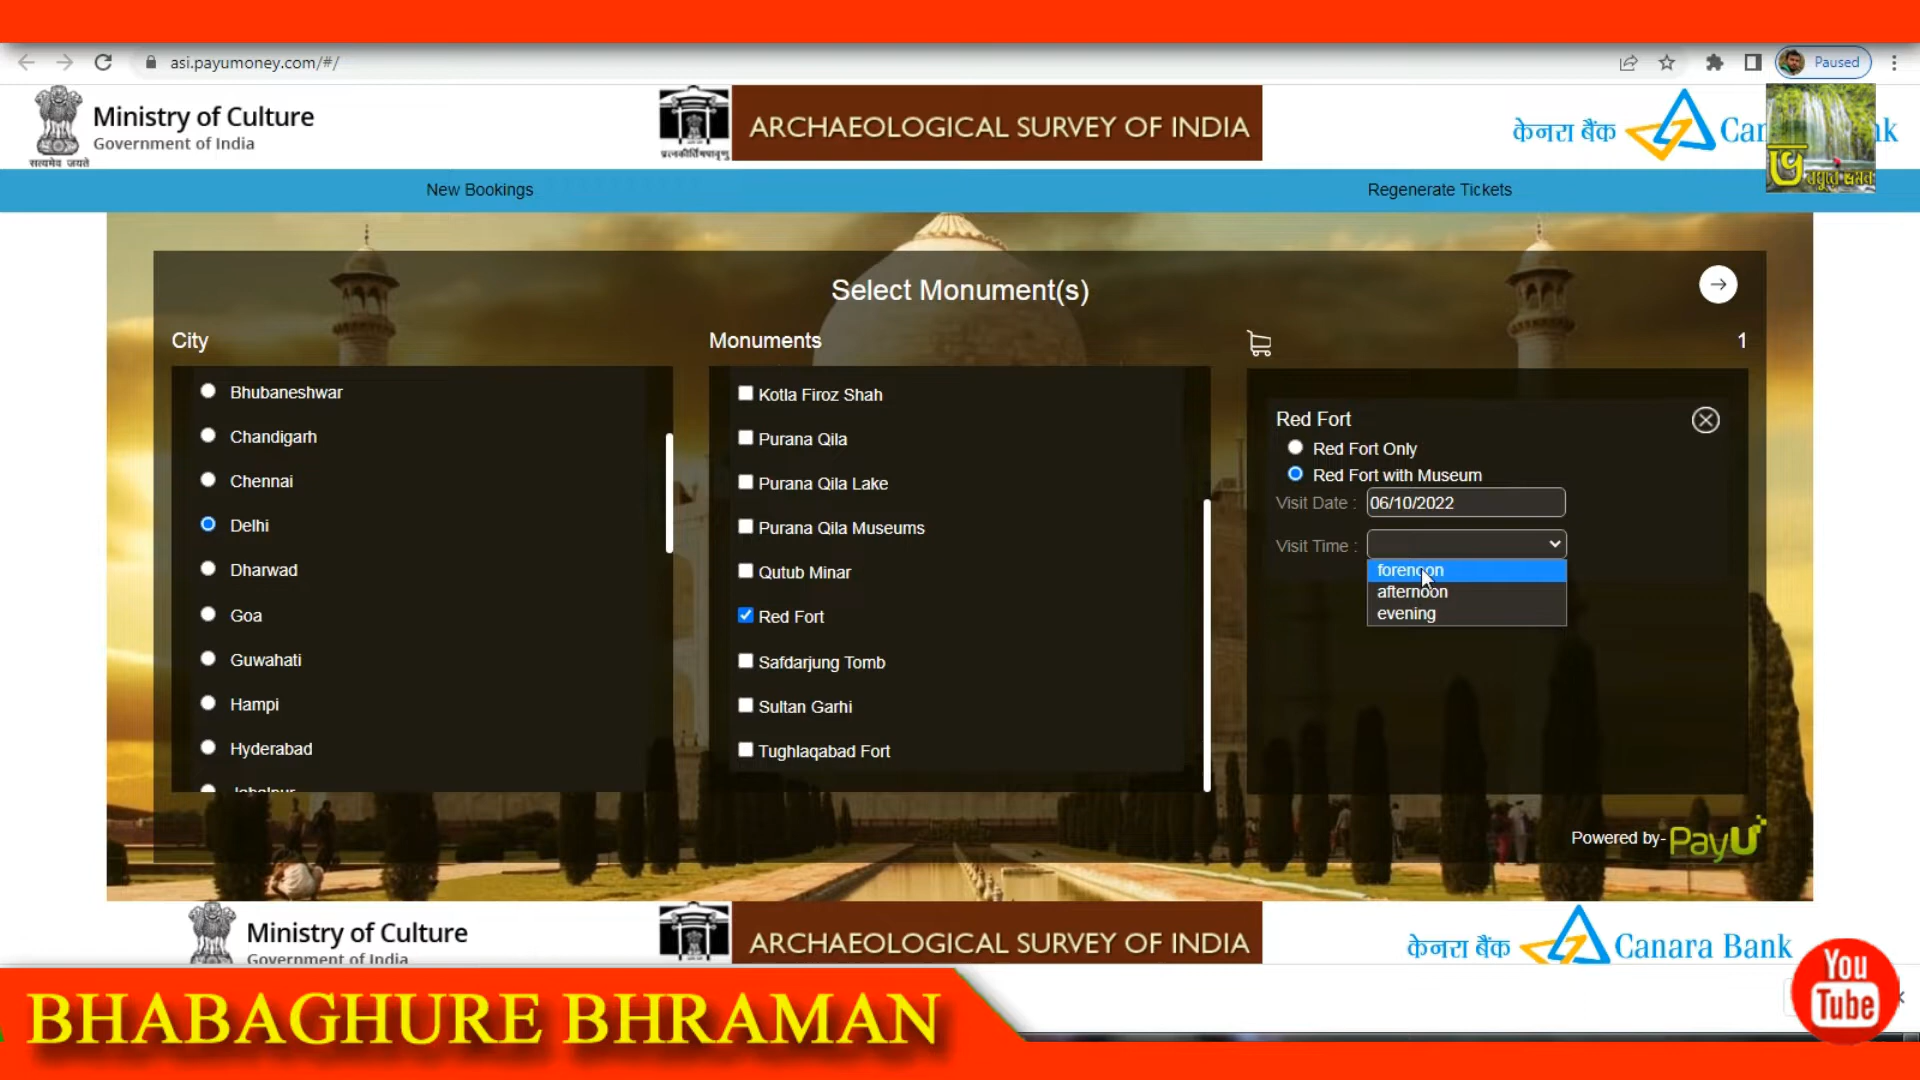 asi.payumoney.com/#/
Paused
Ministry of Culture
Government of India
सत्यमेव जयते
ARCHAEOLOGICAL SURVEY OF INDIA
केनरा बैंक
New Bookings
Regenerate Tickets
Select Monument(s)
City
Monuments
1
Bhubaneshwar
Chandigarh
Chennai
Delhi
Dharwad
Goa
Guwahati
Hampi
Hyderabad
Jabalpur
Kotla Firoz Shah
Purana Qila
Purana Qila Lake
Purana Qila Museums
Qutub Minar
Red Fort
Safdarjung Tomb
Sultan Garhi
Tughlaqabad Fort
Red Fort
Red Fort Only
Red Fort with Museum
Visit Date : 06/10/2022
Visit Time :
forenoon
afternoon
evening
Powered by- PayU
Ministry of Culture
Government of India
ARCHAEOLOGICAL SURVEY OF INDIA
केनरा बैंक Canara Bank
BHABAGHURE BHRAMAN
You
Tube